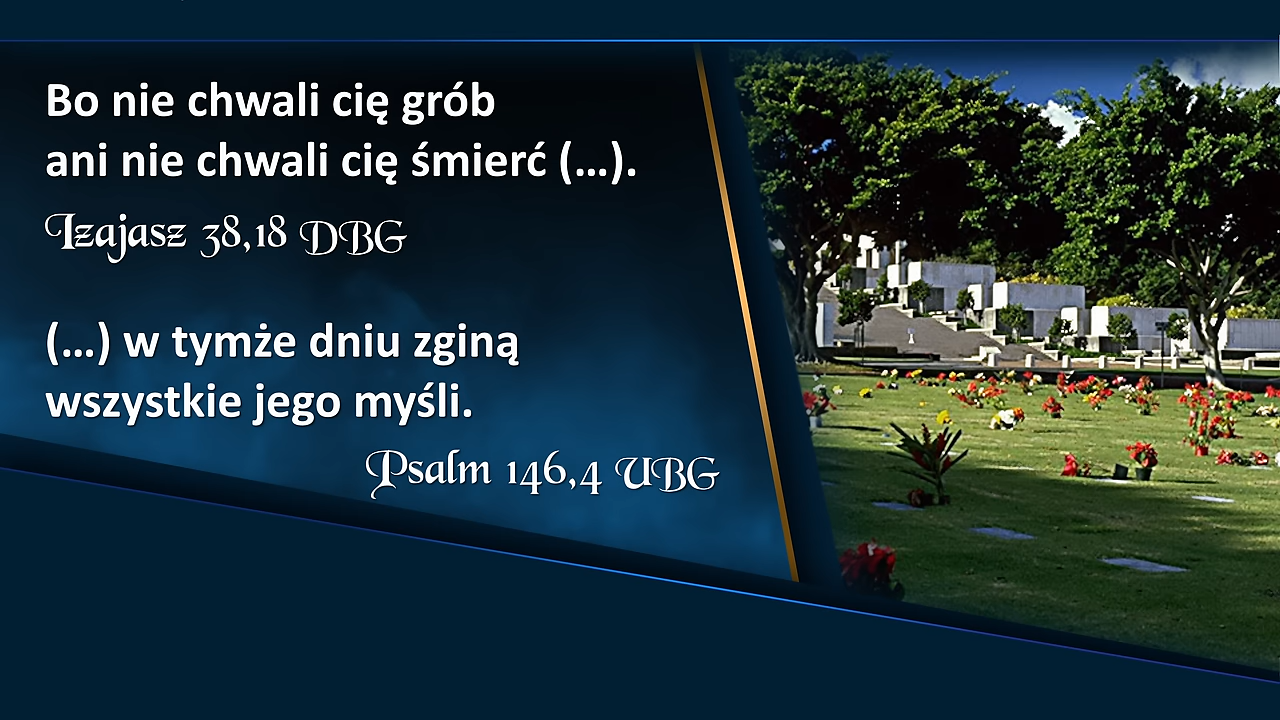 Bo nie chwali cię grób
ani nie chwali cię śmierć (...).
Izajasz 38,18 DBG
(...) w tymże dniu zginą
wszystkie jego myśli.
Psalm 146,4 UBG